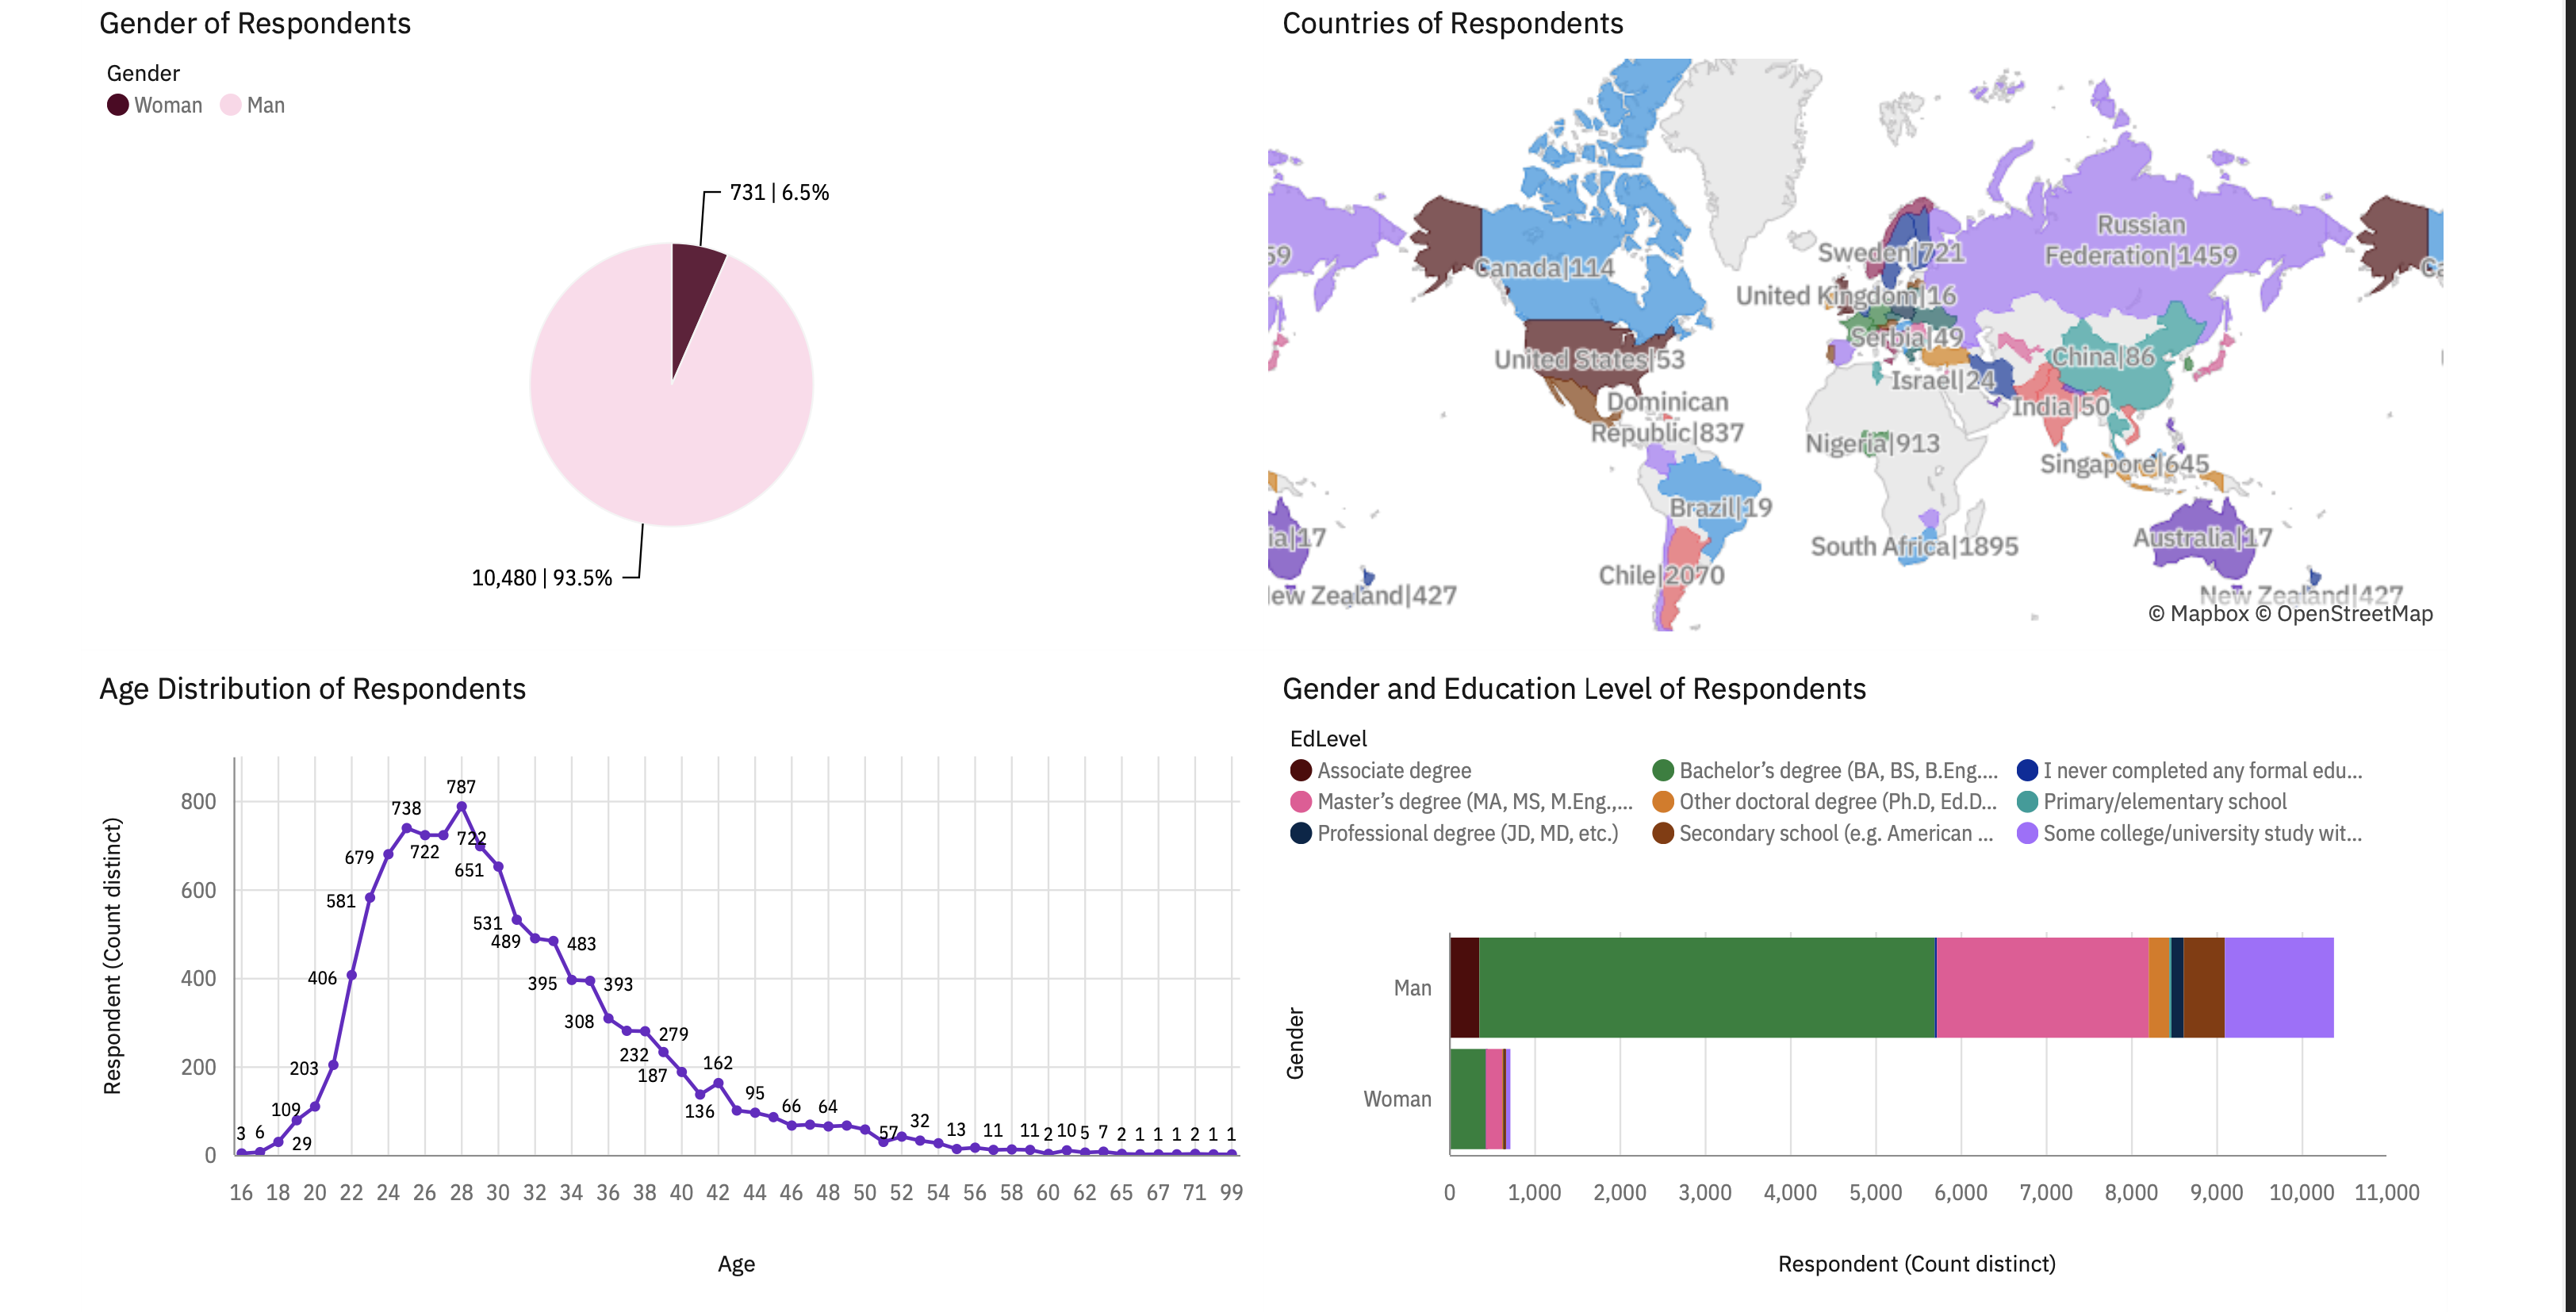 Gender of Respondents
Gender
Woman Man
731 | 6.5%
10,480 | 93.5%
Countries of Respondents
59
Canada|114
United States|53
Dominican
Republic|837
Brazil|19
Chile|2070
Sweden|721
United Kingdom|16
Serbia|49
Israel|24
Nigeria|913
South Africa|1895
Russian
Federation|1459
China|86
India|50
Singapore|645
Australia|17
New Zealand|427
Ca
ia|17
ew Zealand|427
© Mapbox © OpenStreetMap
Age Distribution of Respondents
Respondent (Count distinct)
800
600
400
200
0
3 6 29 109 203 406 581 679 738 722 787 722 651 531 489 483 395 393 308 279 232 187 136 162 95 66 64 57 32 13 11 11 2 10 5 7 2 1 1 1 2 1 1
16 18 20 22 24 26 28 30 32 34 36 38 40 42 44 46 48 50 52 54 56 58 60 62 65 67 71 99
Age
Gender and Education Level of Respondents
EdLevel
Associate degree Bachelor’s degree (BA, BS, B.Eng.... I never completed any formal edu...
Master’s degree (MA, MS, M.Eng.,... Other doctoral degree (Ph.D, Ed.D... Primary/elementary school
Professional degree (JD, MD, etc.) Secondary school (e.g. American ... Some college/university study wit...
Gender
Man
Woman
0 1,000 2,000 3,000 4,000 5,000 6,000 7,000 8,000 9,000 10,000 11,000
Respondent (Count distinct)